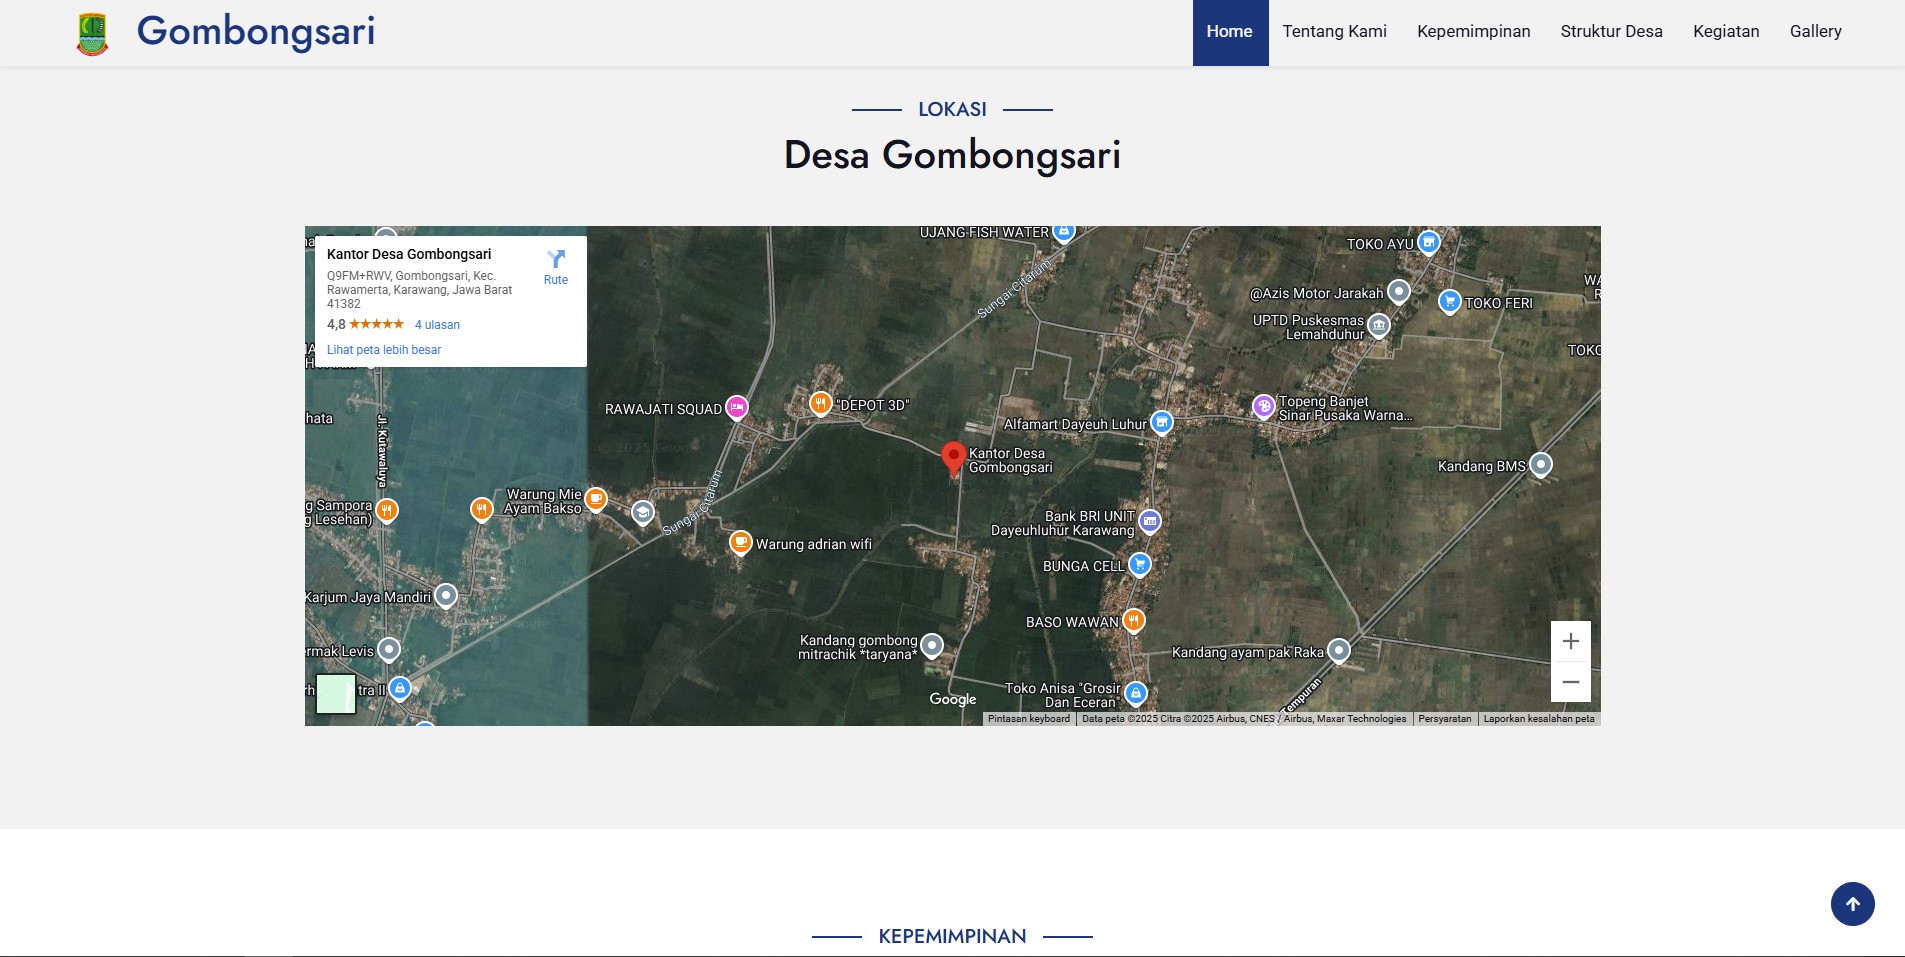 Gombongsari
Home
Tentang Kami
Kepemimpinan
Struktur Desa
Kegiatan
Gallery
LOKASI
Desa Gombongsari
Kantor Desa Gombongsari
Q9FM+RWV, Gombongsari, Kec.
Rawamerta, Karawang, Jawa Barat
41382
Rute
4,8
4 ulasan
Lihat peta lebih besar
UJANG FISH WATER
TOKO AYU
Sungai Citarum
@Azis Motor Jarakah
TOKO FERI
UPTD Puskesmas
Lemahduhur
TOKO
RAWAJATI SQUAD
"DEPOT 3D"
Topeng Banjet
Sinar Pusaka Warna...
hata
Jl. Kutawaluya
Alfamart Dayeuh Luhur
Kantor Desa
Gombongsari
Kandang BMS
Warung Mie
Ayam Bakso
g Sampora
g Lesehan)
Sungai Citarum
Bank BRI UNIT
Dayeuhluhur Karawang
Warung adrian wifi
BUNGA CELL
Karjum Jaya Mandiri
BASO WAWAN
Kandang gombong
mitrachik *taryana*
ermak Levis
Kandang ayam pak Raka
tra II
Toko Anisa "Grosir
Dan Eceran"
Tempuran
Google
Pintasan keyboard
Data peta ©2025 Citra ©2025 Airbus, CNES / Airbus, Maxar Technologies
Persyaratan
Laporkan kesalahan peta
KEPEMIMPINAN